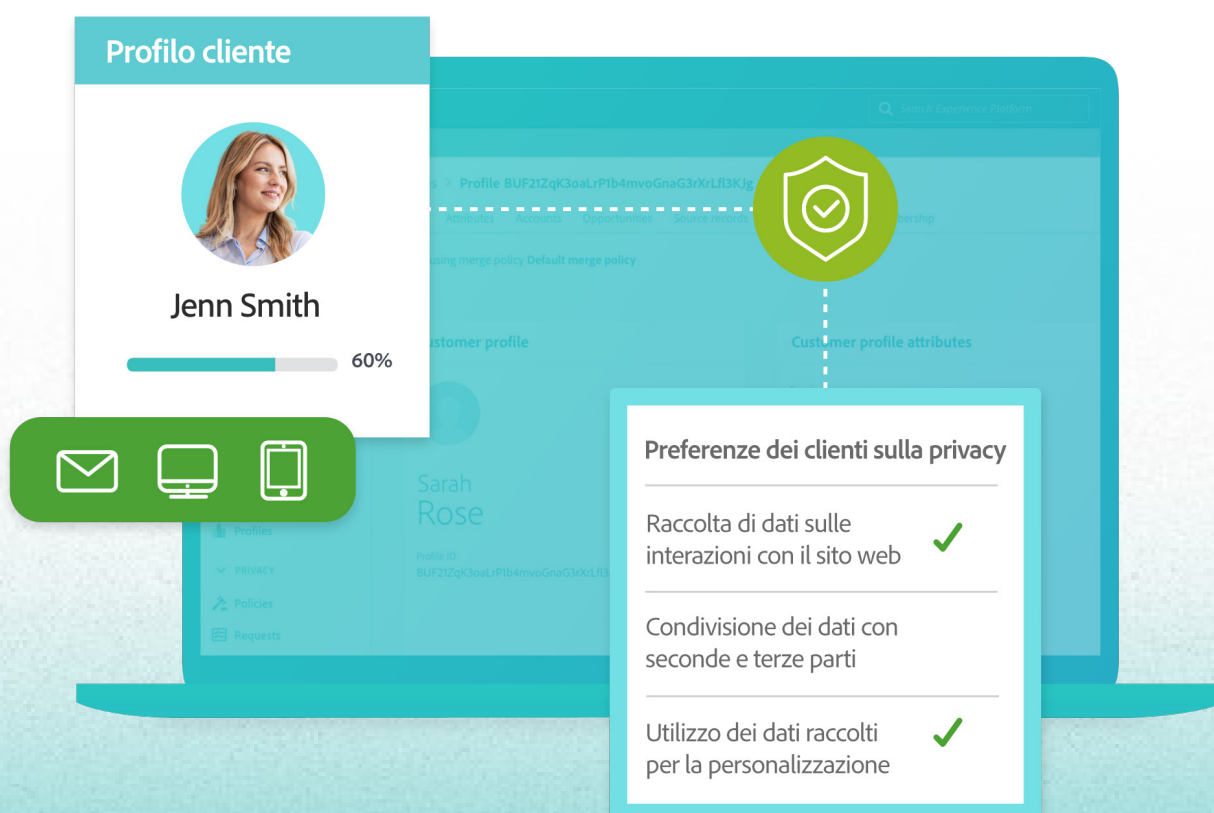 Profilo cliente
Jenn Smith
60%
Search Experience Platform
Profile BUF21ZqK3oaLrP1b4mvoGnaG3rXrLfl3KJg
Attributes
Accounts
Opportunities
Source records
using merge policy Default merge policy
Customer profile attributes
Sarah
Rose
Profile ID
Profiles
PRIVACY
Policies
Requests
Preferenze dei clienti sulla privacy
Raccolta di dati sulle
interazioni con il sito web
Condivisione dei dati con
seconde e terze parti
Utilizzo dei dati raccolti
per la personalizzazione